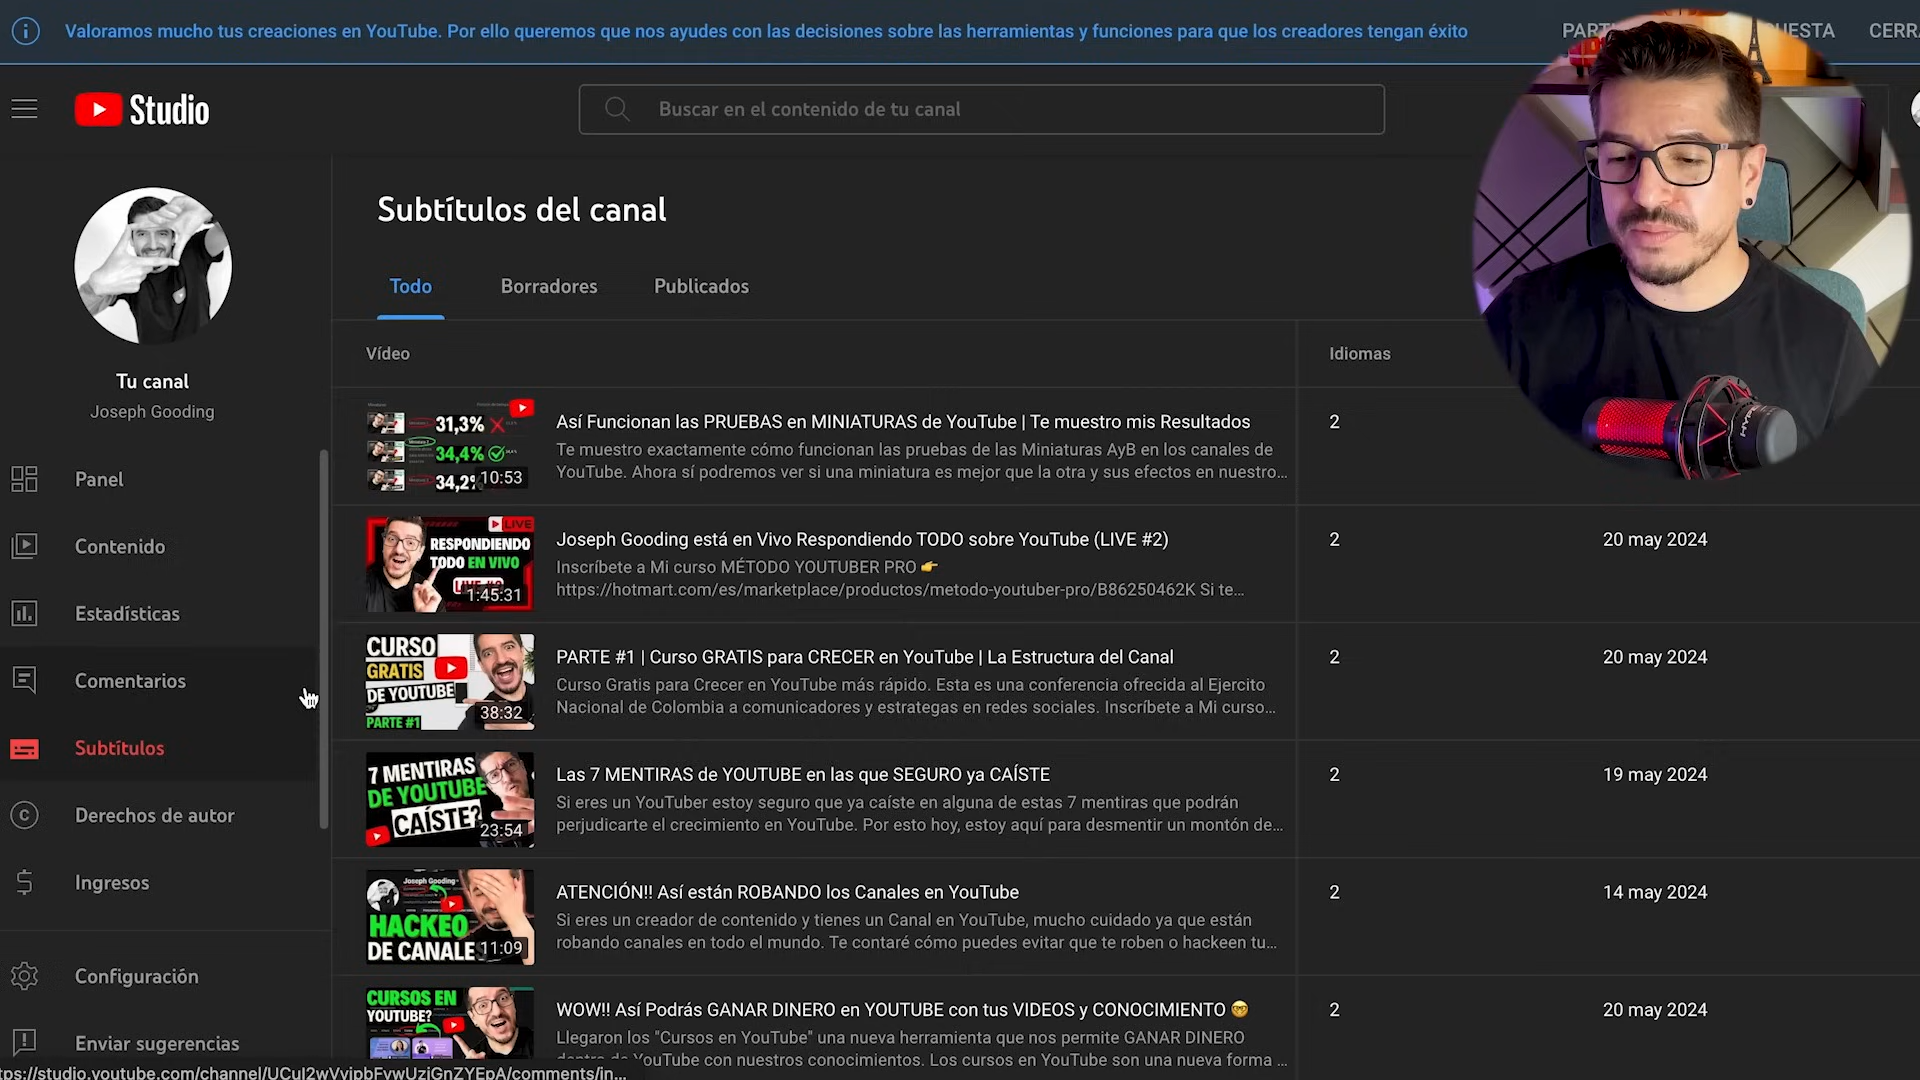 Valoramos mucho tus creaciones en YouTube. Por ello queremos que nos ayudes con las decisiones sobre las herramientas y funciones para que los creadores tengan éxito
Studio
Buscar en el contenido de tu canal
Tu canal
Joseph Gooding
Panel
Contenido
Estadísticas
Comentarios
Subtítulos
Derechos de autor
Ingresos
Configuración
Enviar sugerencias
Subtítulos del canal
Todo
Borradores
Publicados
Vídeo
Idiomas
31,3%
34,4%
34,2%
10:53
Así Funcionan las PRUEBAS en MINIATURAS de YouTube | Te muestro mis Resultados
Te muestro exactamente cómo funcionan las pruebas de las Miniaturas AyB en los canales de
YouTube. Ahora sí podremos ver si una miniatura es mejor que la otra y sus efectos en nuestro...
2
LIVE
RESPONDIENDO
TODO EN VIVO
1:45:31
Joseph Gooding está en Vivo Respondiendo TODO sobre YouTube (LIVE #2)
Inscríbete a Mi curso MÉTODO YOUTUBER PRO 👉
https://hotmart.com/es/marketplace/productos/metodo-youtuber-pro/B86250462K Si te...
2
20 may 2024
CURSO
GRATIS
DE YOUTUBE
PARTE #1
38:32
PARTE #1 | Curso GRATIS para CRECER en YouTube | La Estructura del Canal
Curso Gratis para Crecer en YouTube más rápido. Esta es una conferencia ofrecida al Ejercito
Nacional de Colombia a comunicadores y estrategas en redes sociales. Inscríbete a Mi curso...
2
20 may 2024
7 MENTIRAS
DE YOUTUBE
CAÍSTE?
23:54
Las 7 MENTIRAS de YOUTUBE en las que SEGURO ya CAÍSTE
Si eres un YouTuber estoy seguro que ya caíste en alguna de estas 7 mentiras que podrán
perjudicarte el crecimiento en YouTube. Por esto hoy, estoy aquí para desmentir un montón de...
2
19 may 2024
Joseph Gooding
HACKEO
DE CANALE
11:09
ATENCIÓN!! Así están ROBANDO los Canales en YouTube
Si eres un creador de contenido y tienes un Canal en YouTube, mucho cuidado ya que están
robando canales en todo el mundo. Te contaré cómo puedes evitar que te roben o hackeen tu...
2
14 may 2024
CURSOS EN
YOUTUBE?
WOW!! Así Podrás GANAR DINERO en YOUTUBE con tus VIDEOS y CONOCIMIENTO 🤓
Llegaron los "Cursos en YouTube" una nueva herramienta que nos permite GANAR DINERO
dentro de YouTube con nuestros conocimientos. Los cursos en YouTube son una nueva forma ...
2
20 may 2024